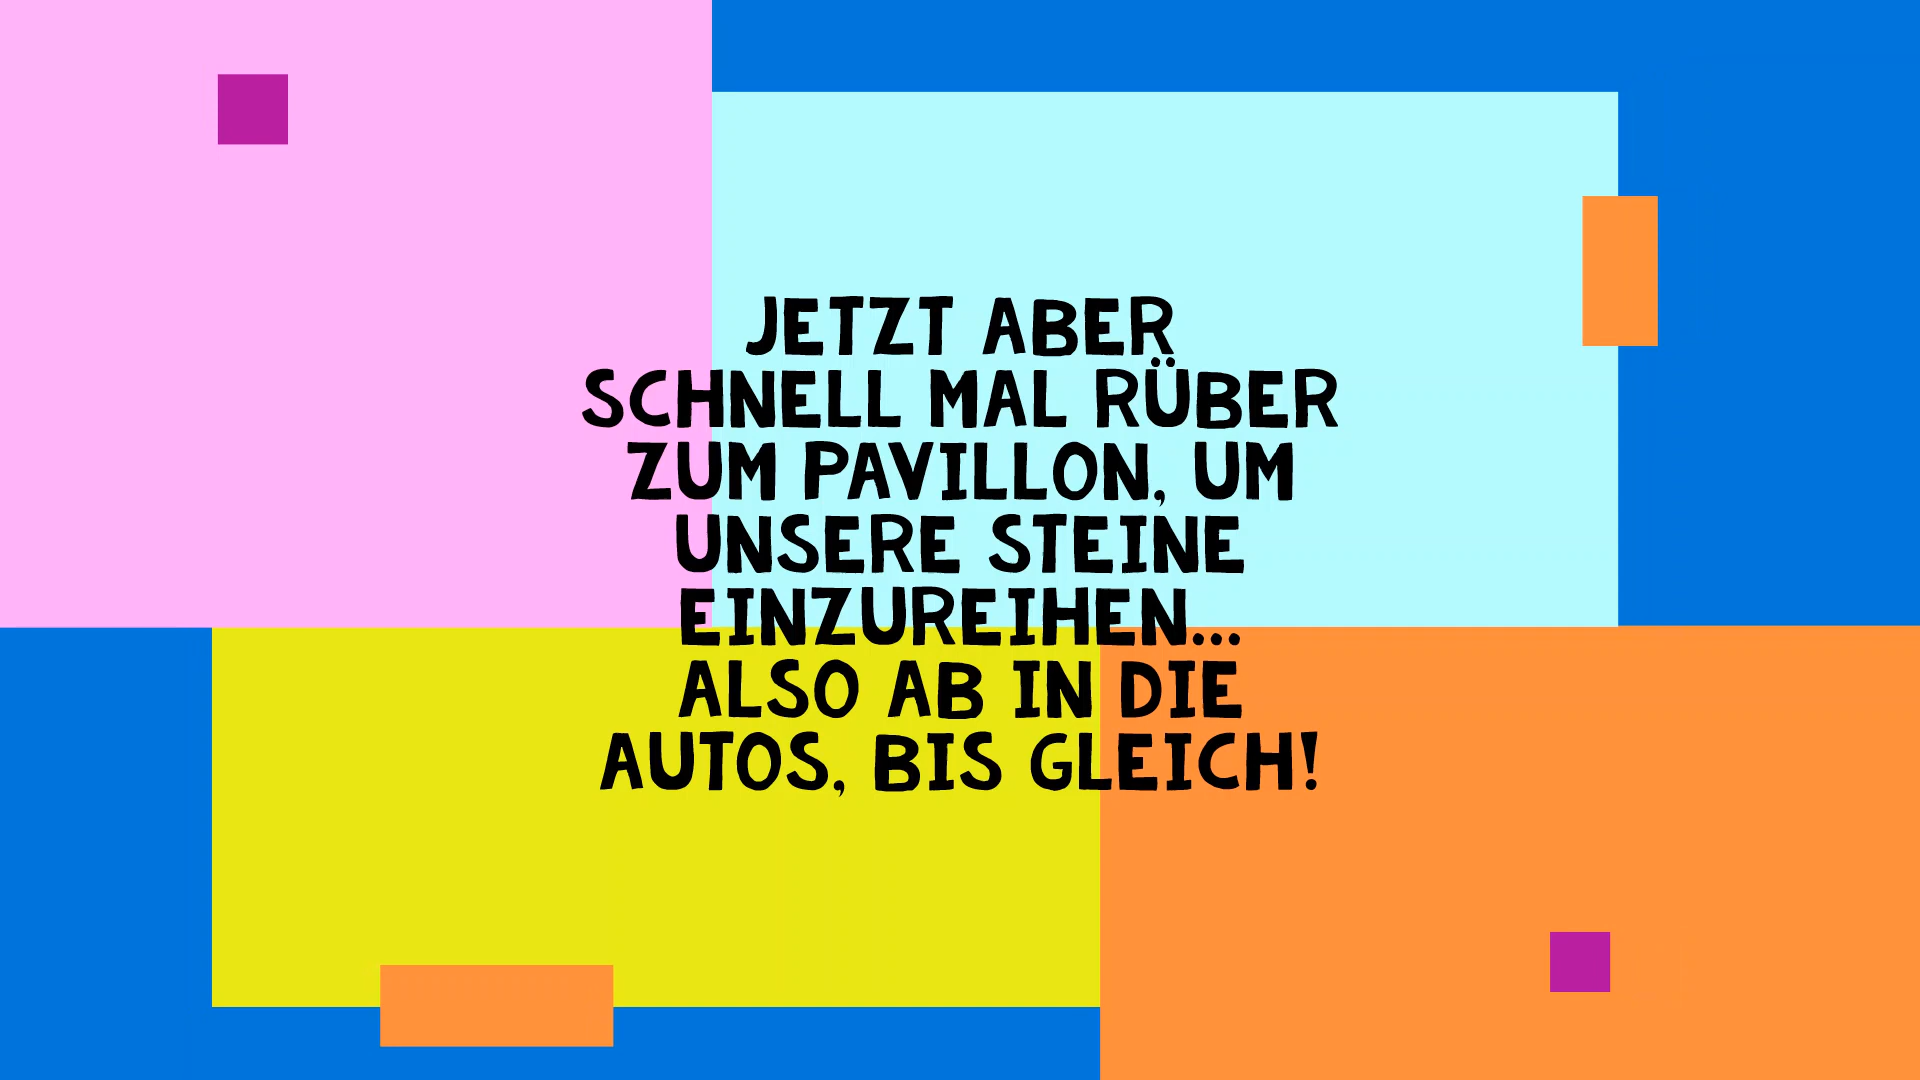 JETZT ABER
SCHNELL MAL RÜBER
ZUM PAVILLON, UM
UNSERE STEINE
EINZUREIHEN...
ALSO AB IN DIE
AUTOS, BIS GLEICH!